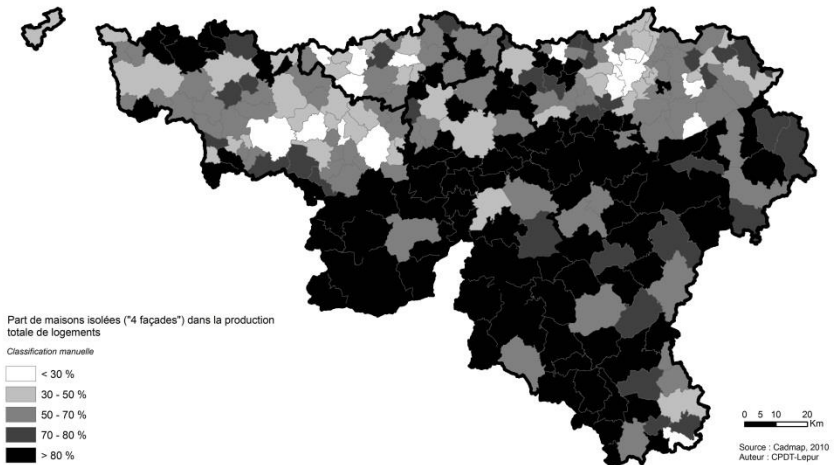 Part de maisons isolées ("4 façades") dans la production
totale de logements
Classification manuelle
< 30 %
30 - 50 %
50 - 70 %
70 - 80 %
> 80 %
0 5 10 20
Km
Source : Cadmap, 2010
Auteur : CPDT-Lepur